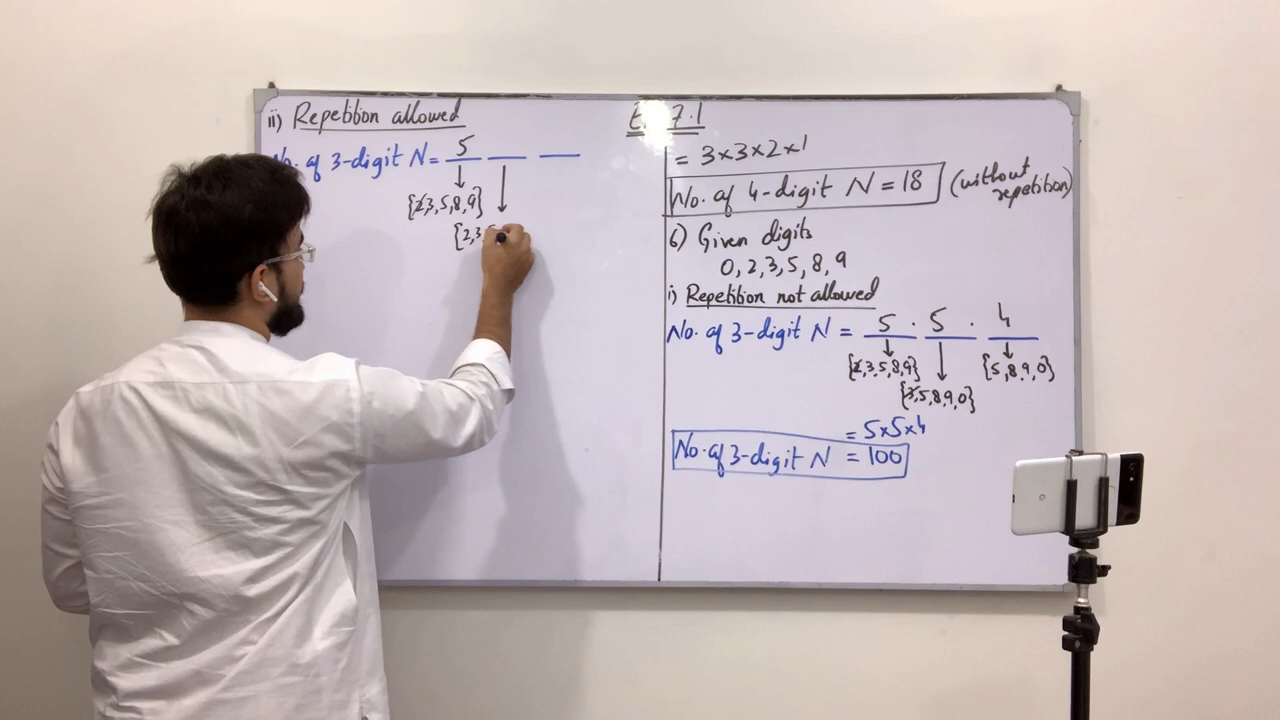 ii) Repetition allowed
No. of 3-digit N = 5
{2,3,5,8,9}
{2,3,
7.1
= 3×3×2×1
No. of 4-digit N = 18 (without repetition)
6) Given digits
0, 2, 3, 5, 8, 9
i) Repetition not allowed
No. of 3-digit N = 5 . 5 . 4
{2,3,5,8,9}
{5,8,9,0}
{3,5,8,9,0}
= 5×5×4
No. of 3-digit N = 100